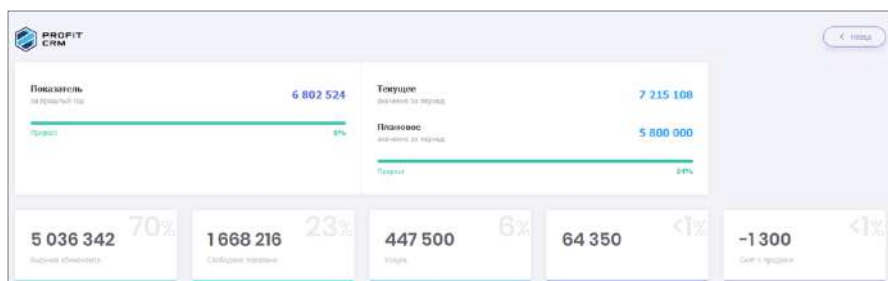 PROFIT
CRM
Назад
Показатель
за прошлый год
6 802 524
Прирост
6%
Текущее
значение за период
7 215 108
Плановое
значение за период
5 800 000
Прирост
24%
5 036 342
70%
1 668 216
23%
447 500
6%
Услуги
64 350
<1%
-1 300
<1%